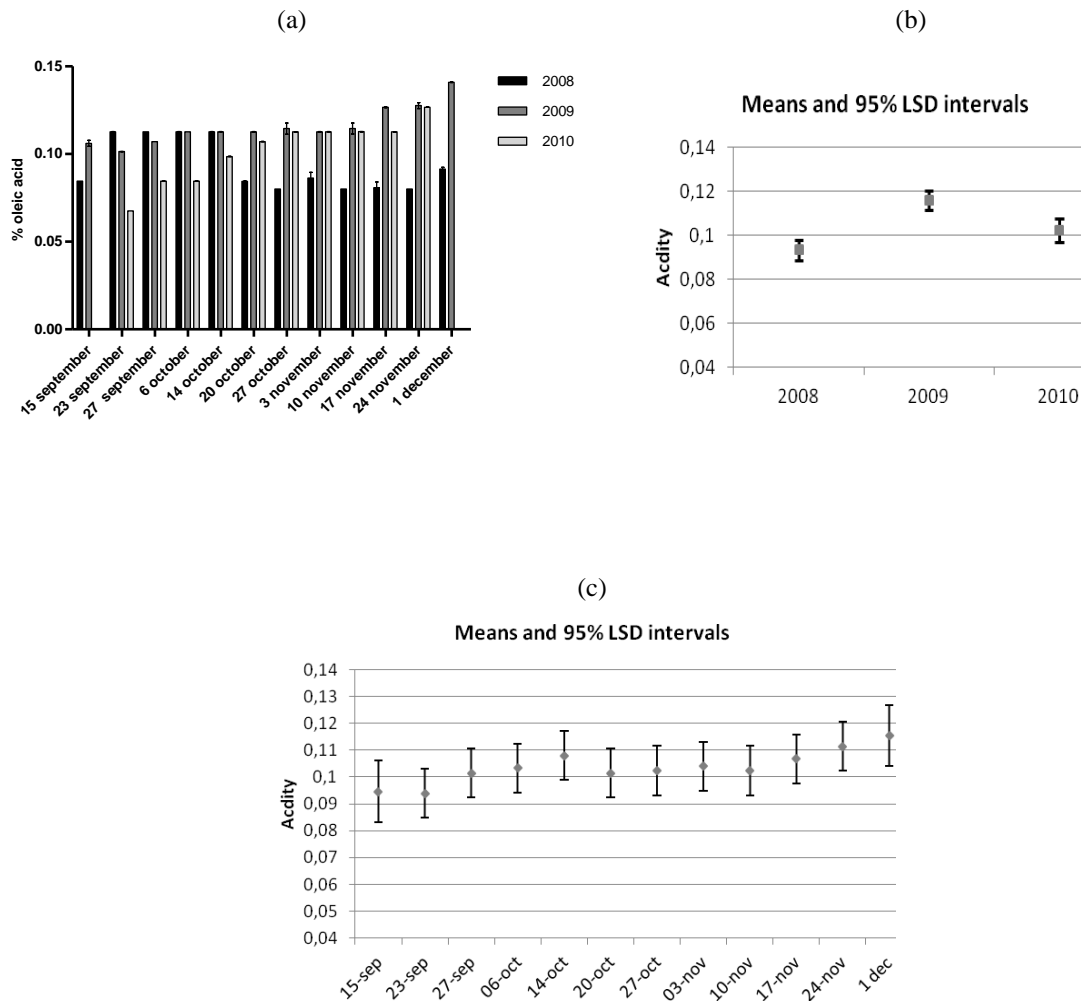 (a)
(b)
0.15
0.10
0.05
0.00
% oleic acid
2008
2009
2010
15 september
23 september
27 september
6 october
14 october
20 october
27 october
3 november
10 november
17 november
24 november
1 december
Means and 95% LSD intervals
0,14
0,12
0,1
0,08
0,06
0,04
Acdity
2008
2009
2010
(c)
Means and 95% LSD intervals
0,14
0,13
0,12
0,11
0,1
0,09
0,08
0,07
0,06
0,05
0,04
Acdity
15-sep
23-sep
27-sep
06-oct
14-oct
20-oct
27-oct
03-nov
10-nov
17-nov
24-nov
1 dec